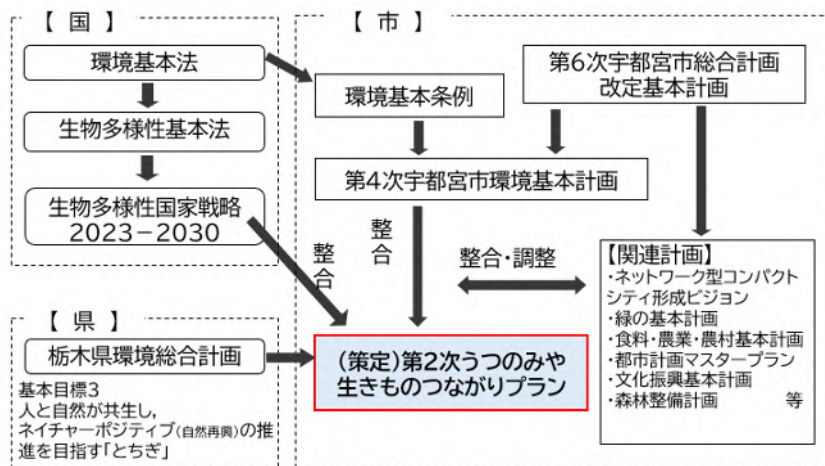 【 国 】
環境基本法
生物多様性基本法
生物多様性国家戦略
2023－2030
【 県 】
栃木県環境総合計画
基本目標3
人と自然が共生し，
ネイチャーポジティブ(自然再興)の推
進を目指す「とちぎ」
【 市 】
環境基本条例
第6次宇都宮市総合計画
改定基本計画
第4次宇都宮市環境基本計画
整合
整合
整合・調整
(策定)第2次うつのみや
生きものつながりプラン
【関連計画】
・ネットワーク型コンパクト
シティ形成ビジョン
・緑の基本計画
・食料・農業・農村基本計画
・都市計画マスタープラン
・文化振興基本計画
・森林整備計画　　　等